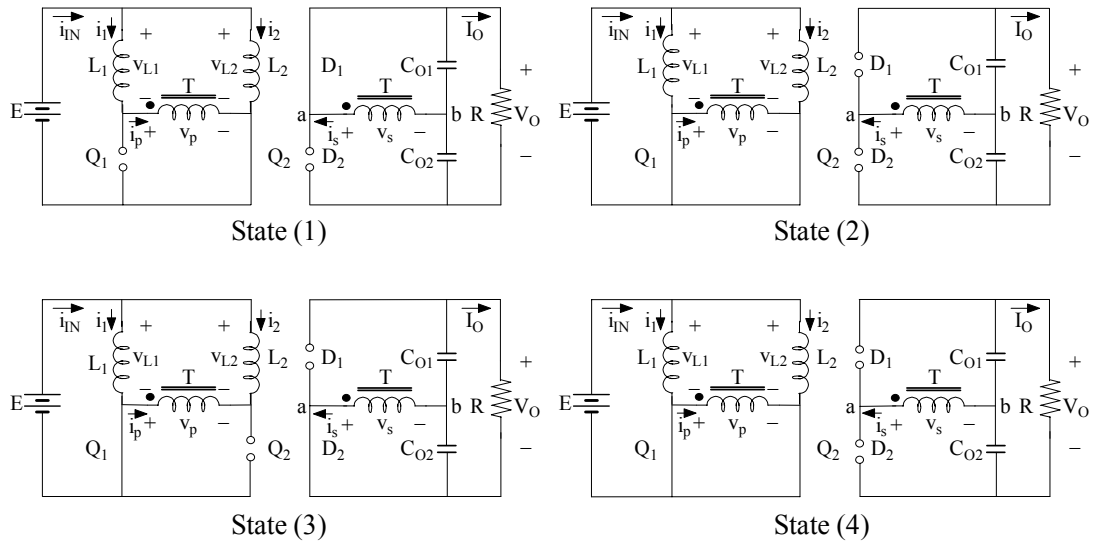 i_IN i_1 + + i_2 I_O
L_1 v_L1 v_L2 L_2 D_1 C_O1
E − T − T +
i_p + v_p − a i_s + v_s − b R V_O
Q_1 Q_2 D_2 C_O2 −
State (1)
i_IN i_1 + + i_2 I_O
L_1 v_L1 v_L2 L_2 D_1 C_O1
E − T − T +
i_p + v_p − a i_s + v_s − b R V_O
Q_1 Q_2 D_2 C_O2 −
State (2)
i_IN i_1 + + i_2 I_O
L_1 v_L1 v_L2 L_2 D_1 C_O1
E − T − T +
i_p + v_p − a i_s + v_s − b R V_O
Q_1 Q_2 D_2 C_O2 −
State (3)
i_IN i_1 + + i_2 I_O
L_1 v_L1 v_L2 L_2 D_1 C_O1
E − T − T +
i_p + v_p − a i_s + v_s − b R V_O
Q_1 Q_2 D_2 C_O2 −
State (4)